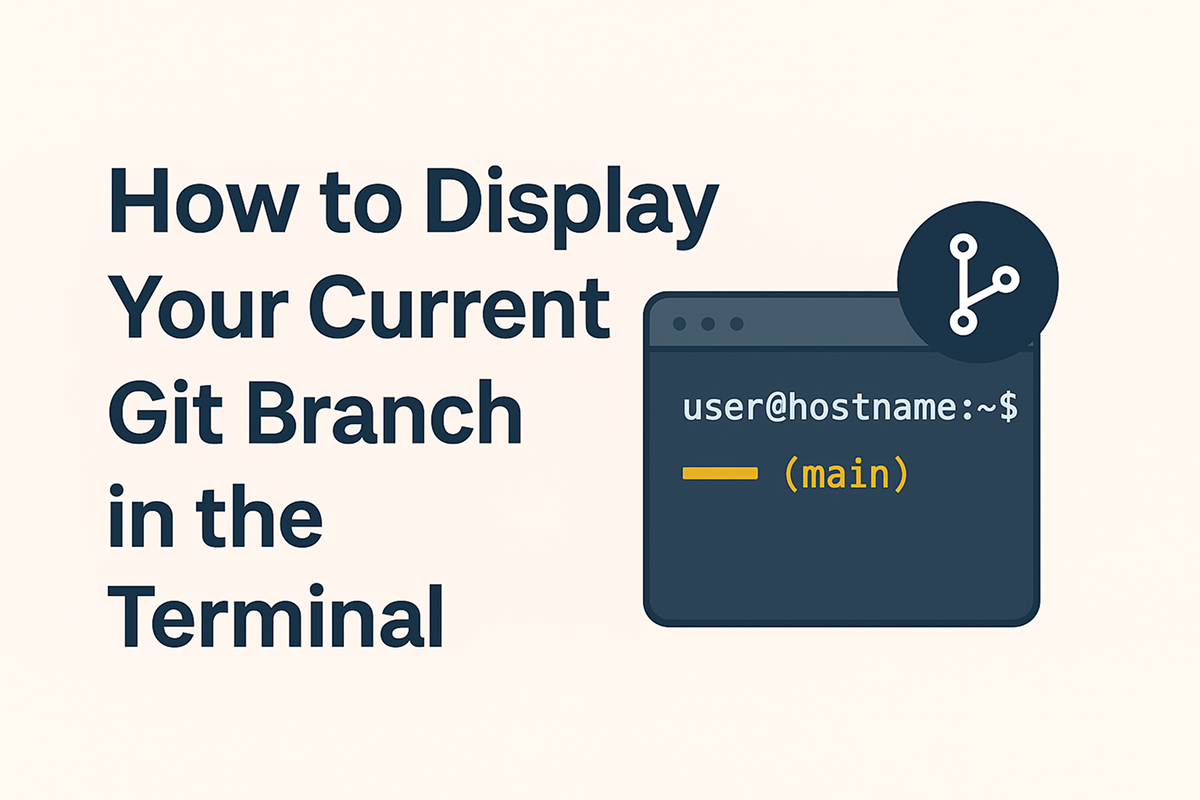 How to Display
Your Current
Git Branch
in the
Terminal
user@hostname:~$
(main)